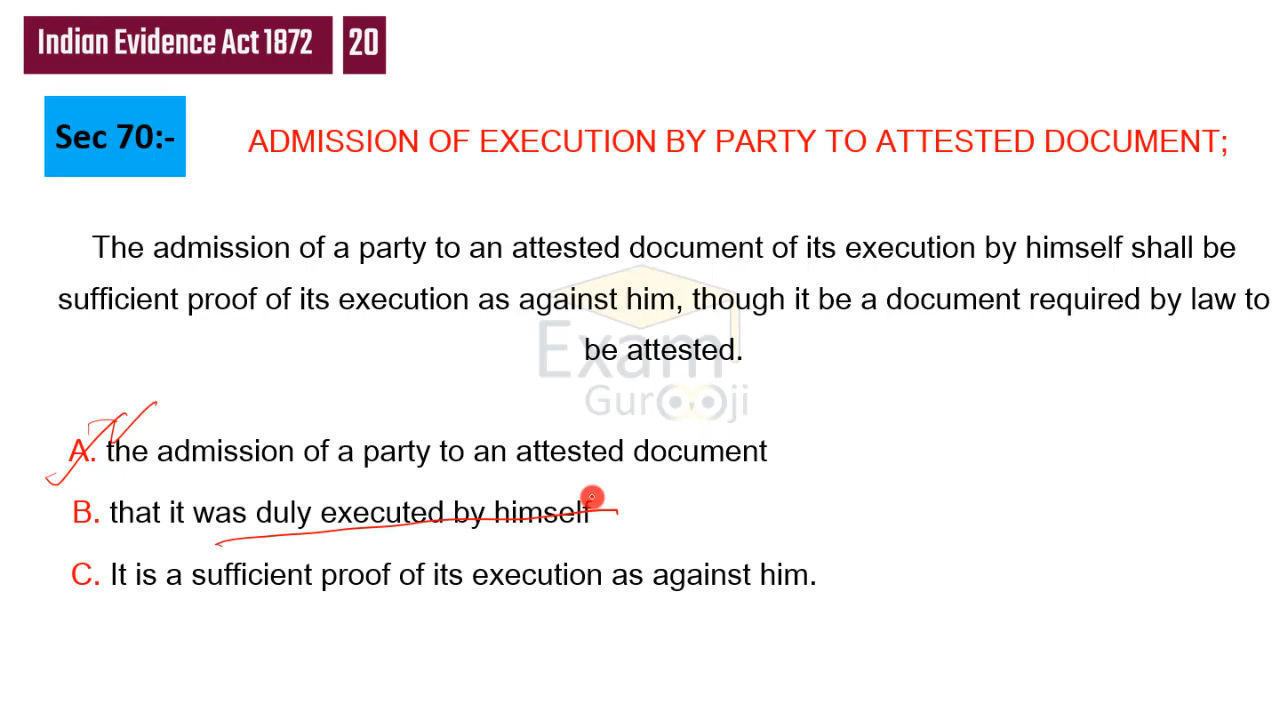 Indian Evidence Act 1872 20
Sec 70:- ADMISSION OF EXECUTION BY PARTY TO ATTESTED DOCUMENT;
The admission of a party to an attested document of its execution by himself shall be
sufficient proof of its execution as against him, though it be a document required by law to
be attested.
Exam
Gurooji
A. the admission of a party to an attested document
B. that it was duly executed by himself
C. It is a sufficient proof of its execution as against him.